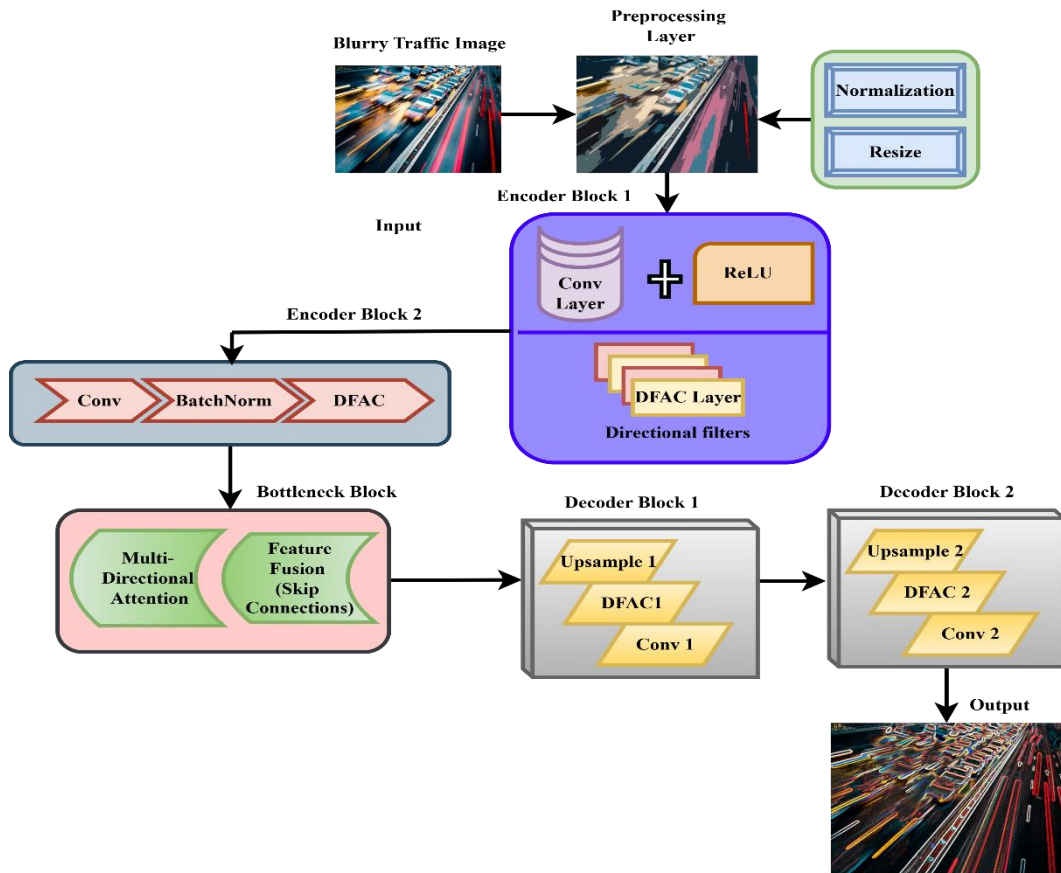 Preprocessing
Layer
Blurry Traffic Image
Normalization
Resize
Encoder Block 1
Input
Conv
Layer
ReLU
DFAC Layer
Directional filters
Encoder Block 2
Conv
BatchNorm
DFAC
Bottleneck Block
Multi-
Directional
Attention
Feature
Fusion
(Skip
Connections)
Decoder Block 1
Upsample 1
DFAC1
Conv 1
Decoder Block 2
Upsample 2
DFAC 2
Conv 2
Output